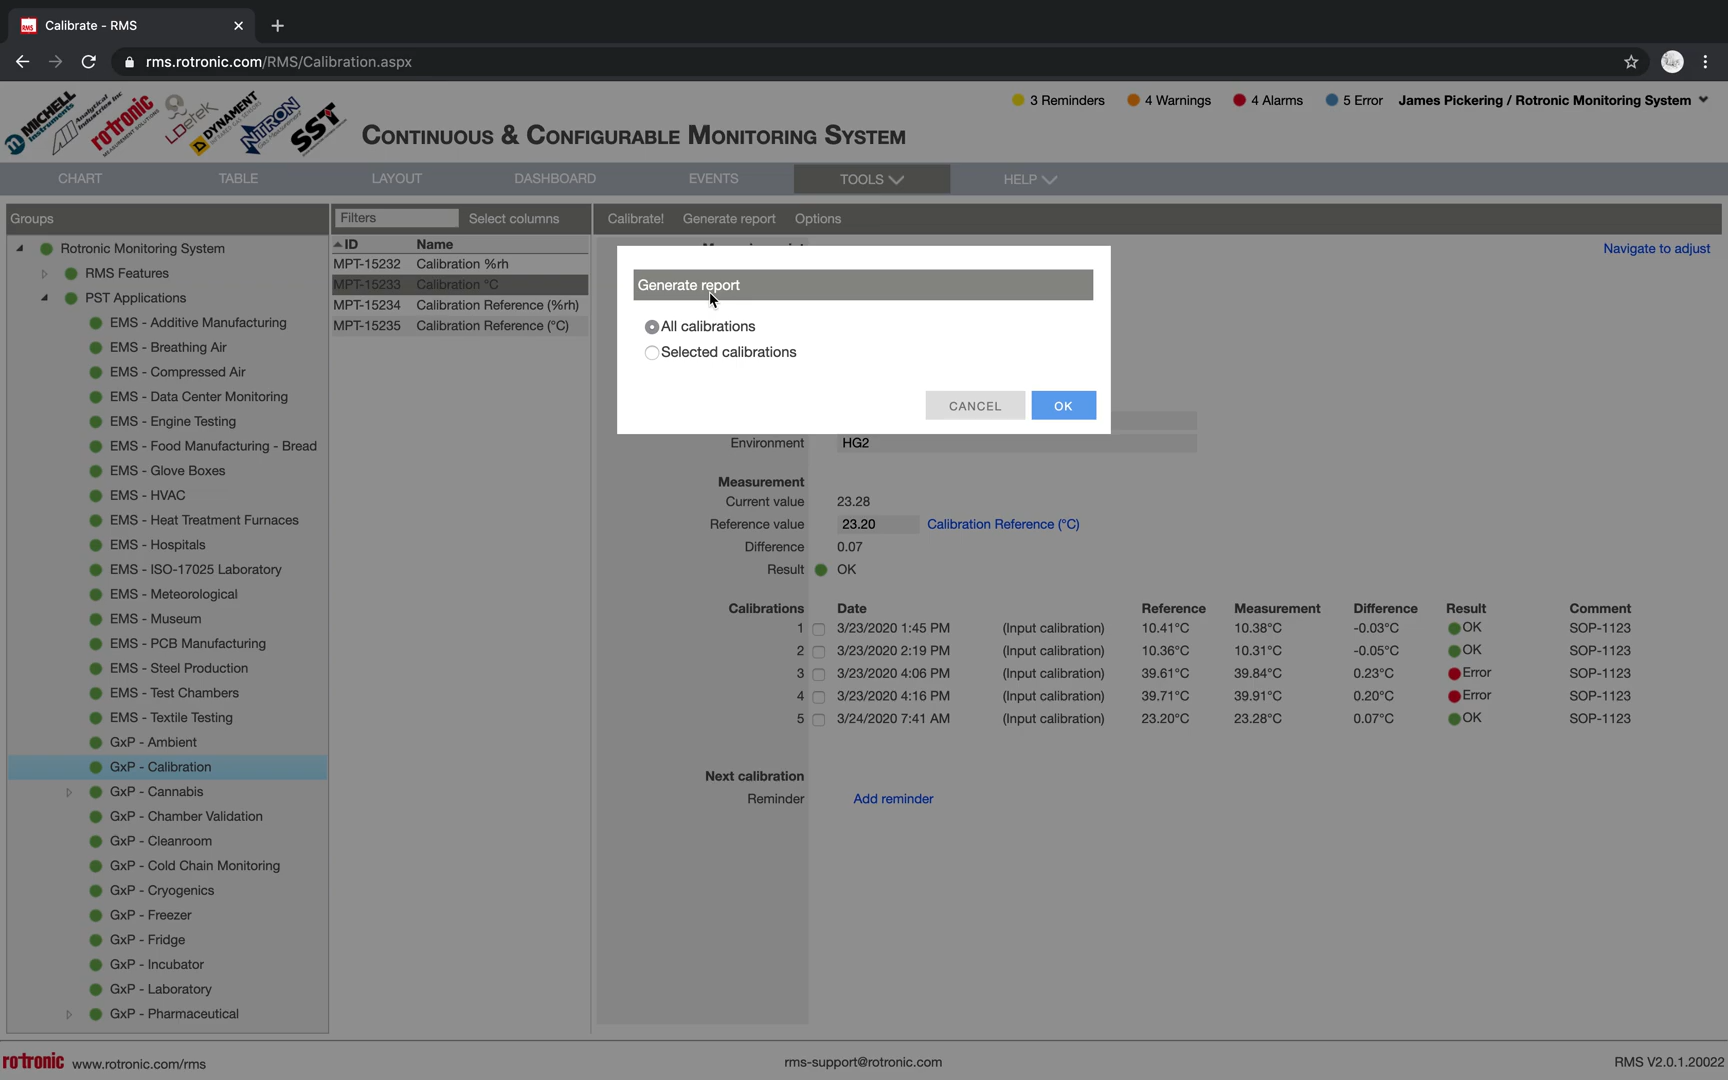 Calibrate - RMS
rms.rotronic.com/RMS/Calibration.aspx
MICHELL Instruments
Analytical Industries Inc
rotronic MEASUREMENT SOLUTIONS
LDetek
DYNAMENT
NTRON
SST
CONTINUOUS & CONFIGURABLE MONITORING SYSTEM
3 Reminders
4 Warnings
4 Alarms
5 Error
James Pickering / Rotronic Monitoring System
CHART
TABLE
LAYOUT
DASHBOARD
EVENTS
TOOLS
HELP
Groups
Rotronic Monitoring System
RMS Features
PST Applications
EMS - Additive Manufacturing
EMS - Breathing Air
EMS - Compressed Air
EMS - Data Center Monitoring
EMS - Engine Testing
EMS - Food Manufacturing - Bread
EMS - Glove Boxes
EMS - HVAC
EMS - Heat Treatment Furnaces
EMS - Hospitals
EMS - ISO-17025 Laboratory
EMS - Meteorological
EMS - Museum
EMS - PCB Manufacturing
EMS - Steel Production
EMS - Test Chambers
EMS - Textile Testing
GxP - Ambient
GxP - Calibration
GxP - Cannabis
GxP - Chamber Validation
GxP - Cleanroom
GxP - Cold Chain Monitoring
GxP - Cryogenics
GxP - Freezer
GxP - Fridge
GxP - Incubator
GxP - Laboratory
GxP - Pharmaceutical
Filters
Select columns
ID Name
MPT-15232 Calibration %rh
MPT-15233 Calibration °C
MPT-15234 Calibration Reference (%rh)
MPT-15235 Calibration Reference (°C)
Calibrate!
Generate report
Options
Navigate to adjust
Generate report
All calibrations
Selected calibrations
CANCEL
OK
Environment HG2
Measurement
Current value 23.28
Reference value 23.20 Calibration Reference (°C)
Difference 0.07
Result OK
Calibrations Date Reference Measurement Difference Result Comment
1 3/23/2020 1:45 PM (Input calibration) 10.41°C 10.38°C -0.03°C OK SOP-1123
2 3/23/2020 2:19 PM (Input calibration) 10.36°C 10.31°C -0.05°C OK SOP-1123
3 3/23/2020 4:06 PM (Input calibration) 39.61°C 39.84°C 0.23°C Error SOP-1123
4 3/23/2020 4:16 PM (Input calibration) 39.71°C 39.91°C 0.20°C Error SOP-1123
5 3/24/2020 7:41 AM (Input calibration) 23.20°C 23.28°C 0.07°C OK SOP-1123
Next calibration
Reminder Add reminder
rotronic www.rotronic.com/rms
rms-support@rotronic.com
RMS V2.0.1.20022